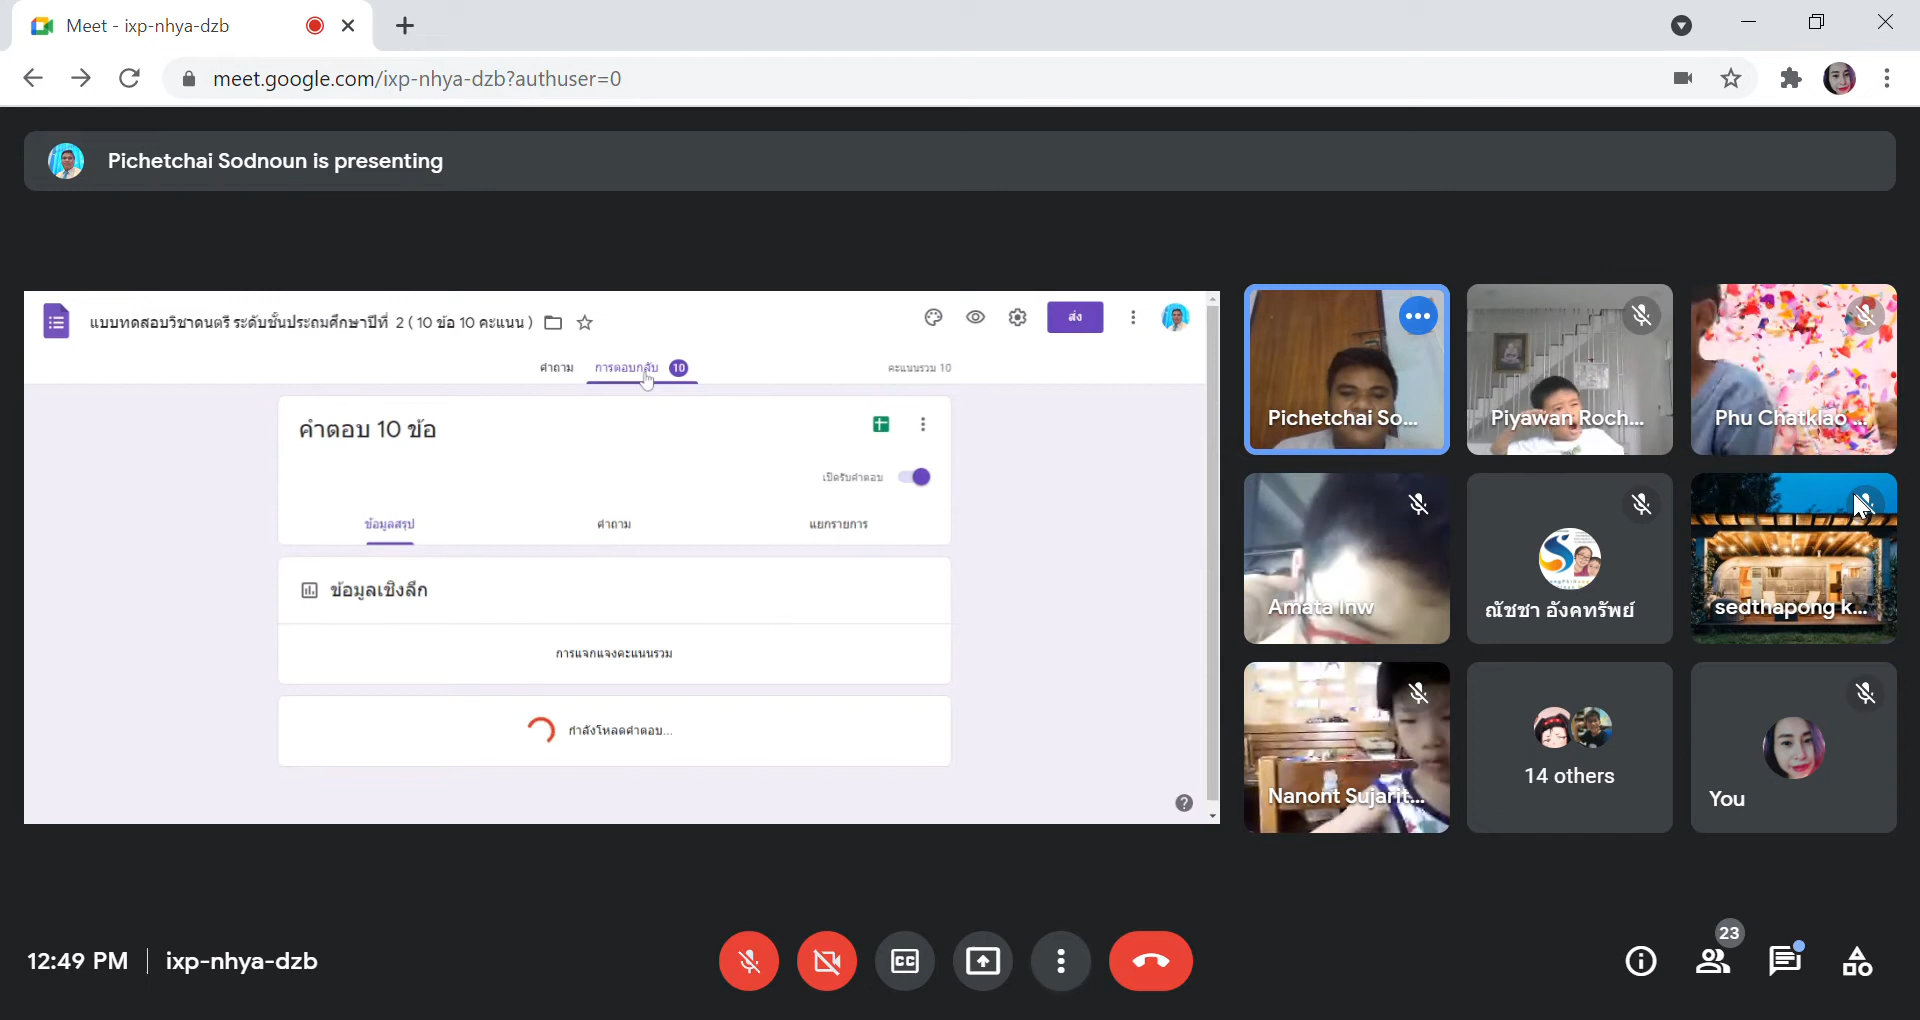 Meet - ixp-nhya-dzb
meet.google.com/ixp-nhya-dzb?authuser=0
Pichetchai Sodnoun is presenting
แบบทดสอบวิชาดนตรี ระดับชั้นประถมศึกษาปีที่ 2 ( 10 ข้อ 10 คะแนน )
ส่ง
คำถาม การตอบกลับ 10 คะแนนรวม 10
คำตอบ 10 ข้อ
เปิดรับคำตอบ
ข้อมูลสรุป คำถาม แยกรายการ
ข้อมูลเชิงลึก
การแจกแจงคะแนนรวม
กำลังโหลดคำตอบ...
Pichetchai So...
Piyawan Roch...
Phu Chatklao ...
Amata Inw
ณัชชา อังคทรัพย์
sedthapong k...
Nanont Sujarit...
14 others
You
12:49 PM ixp-nhya-dzb
CC
23